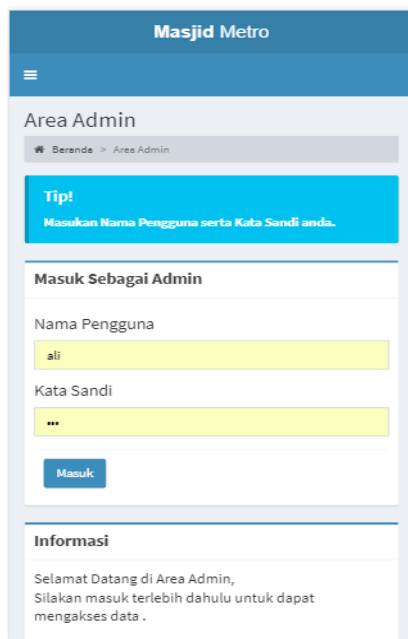 Masjid Metro
Area Admin
Beranda > Area Admin
Tip!
Masukan Nama Pengguna serta Kata Sandi anda.
Masuk Sebagai Admin
Nama Pengguna
ali
Kata Sandi
•••
Masuk
Informasi
Selamat Datang di Area Admin,
Silakan masuk terlebih dahulu untuk dapat
mengakses data .